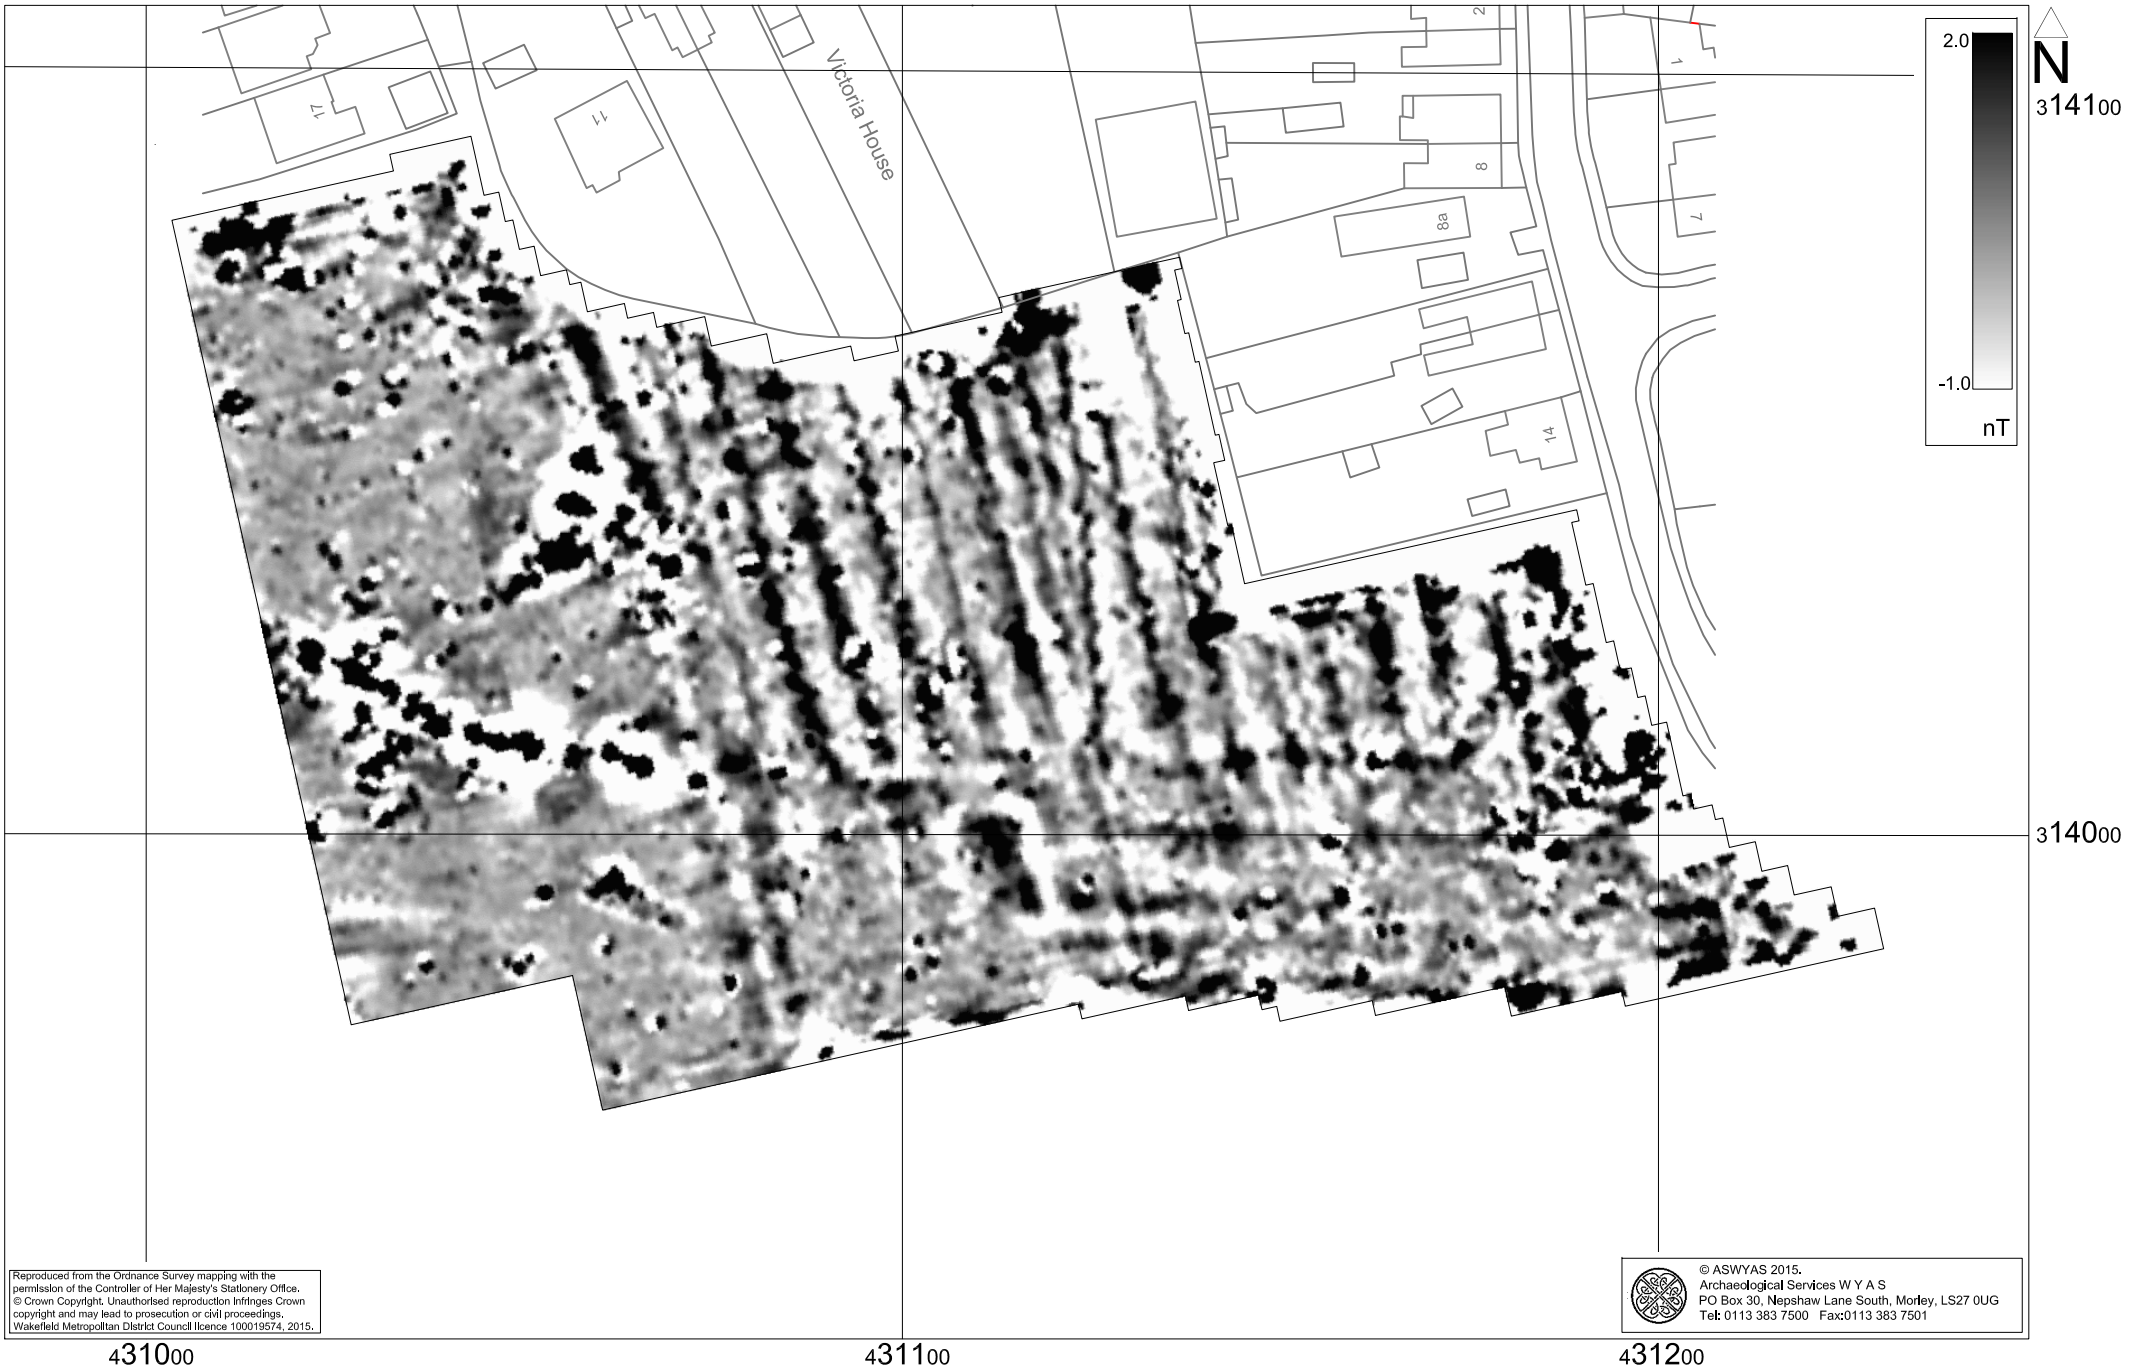 2.0
-1.0
nT
N
314100
314000
17
11
Victoria House
2
8
8a
14
1
7
Reproduced from the Ordnance Survey mapping with the
permission of the Controller of Her Majesty's Stationery Office.
© Crown Copyright. Unauthorised reproduction infringes Crown
copyright and may lead to prosecution or civil proceedings.
Wakefield Metropolitan District Council licence 100019574, 2015.
© ASWYAS 2015.
Archaeological Services W Y A S
PO Box 30, Nepshaw Lane South, Morley, LS27 0UG
Tel: 0113 383 7500 Fax:0113 383 7501
431000
431100
431200